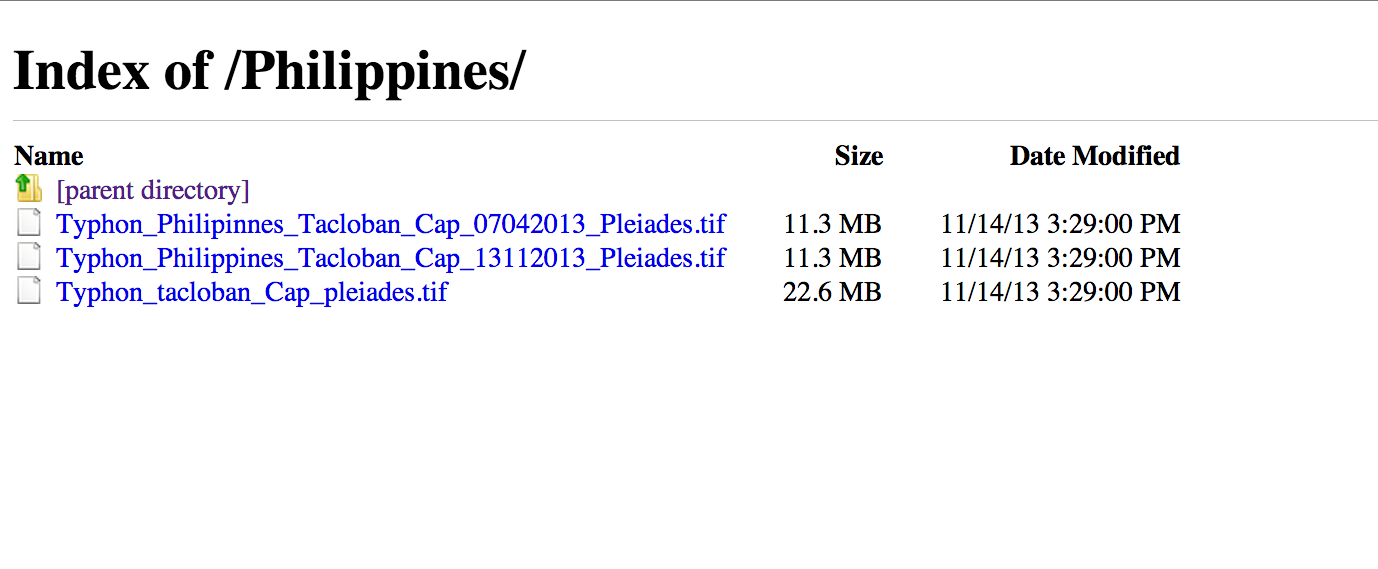 Index of /Philippines/
Name Size Date Modified
[parent directory]
Typhon_Philipinnes_Tacloban_Cap_07042013_Pleiades.tif 11.3 MB 11/14/13 3:29:00 PM
Typhon_Philippines_Tacloban_Cap_13112013_Pleiades.tif 11.3 MB 11/14/13 3:29:00 PM
Typhon_tacloban_Cap_pleiades.tif 22.6 MB 11/14/13 3:29:00 PM